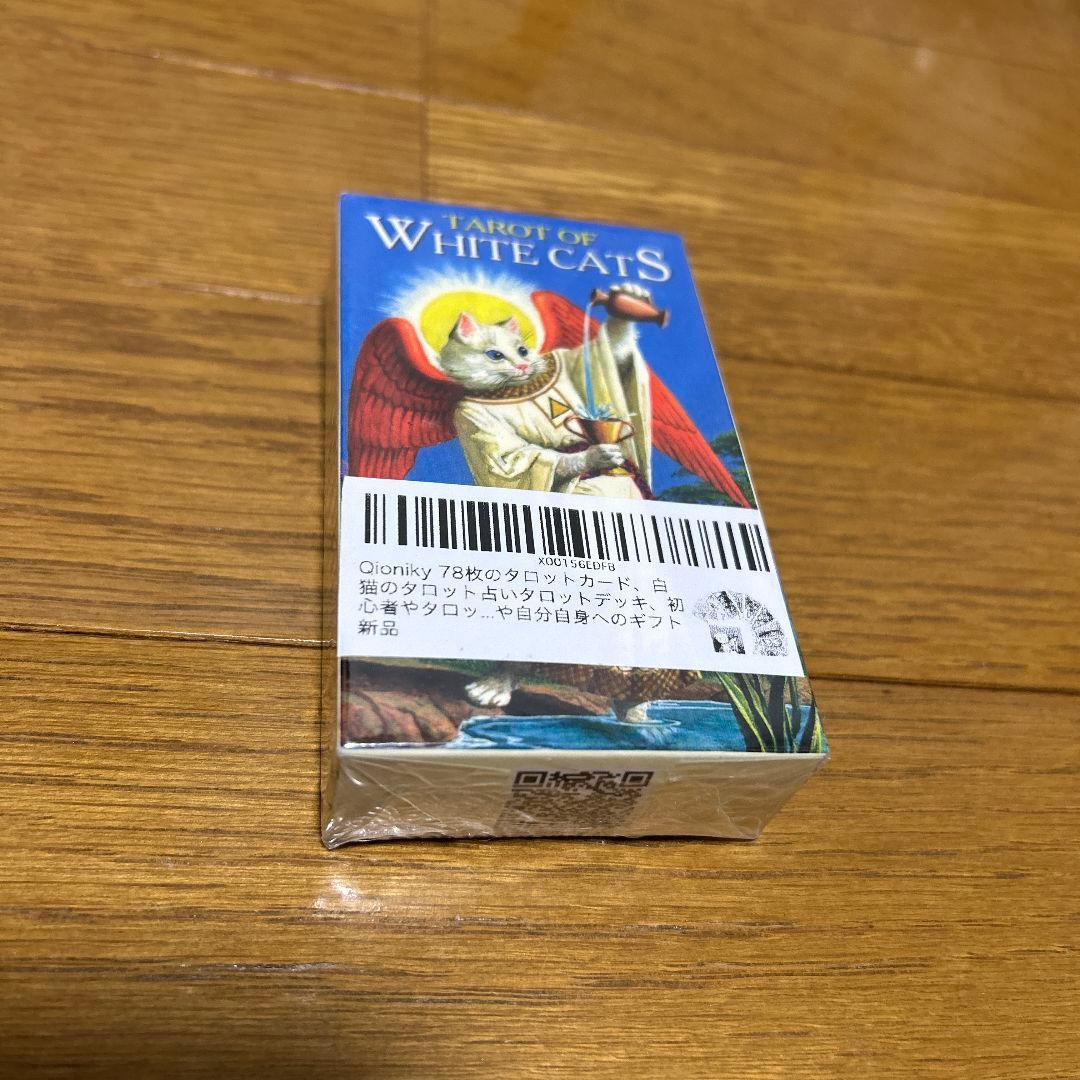 TAROT OF
WHITE CATS
X00156EDFB
Qioniky 78枚のタロットカード、白
猫のタロット占いタロットデッキ、初
心者やタロッ...や自分自身へのギフト
新品